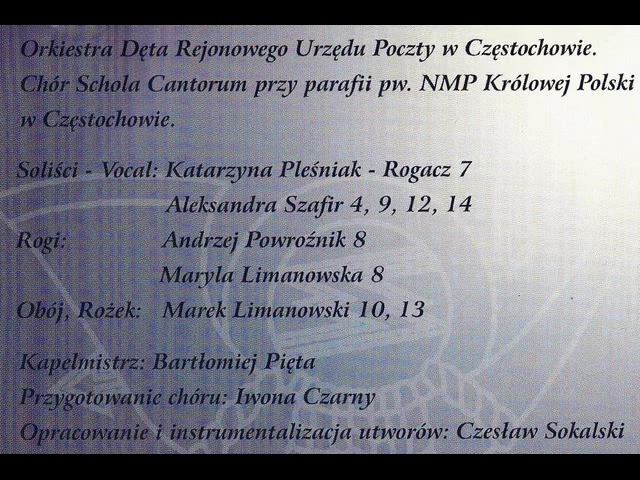 Orkiestra Dęta Rejonowego Urzędu Poczty w Częstochowie.
Chór Schola Cantorum przy parafii pw. NMP Królowej Polski
w Częstochowie.
Soliści - Vocal: Katarzyna Pleśniak - Rogacz 7
Aleksandra Szafir 4, 9, 12, 14
Rogi: Andrzej Powroźnik 8
Maryla Limanowska 8
Obój, Rożek: Marek Limanowski 10, 13
Kapelmistrz: Bartłomiej Pięta
Przygotowanie chóru: Iwona Czarny
Opracowanie i instrumentalizacja utworów: Czesław Sokalski